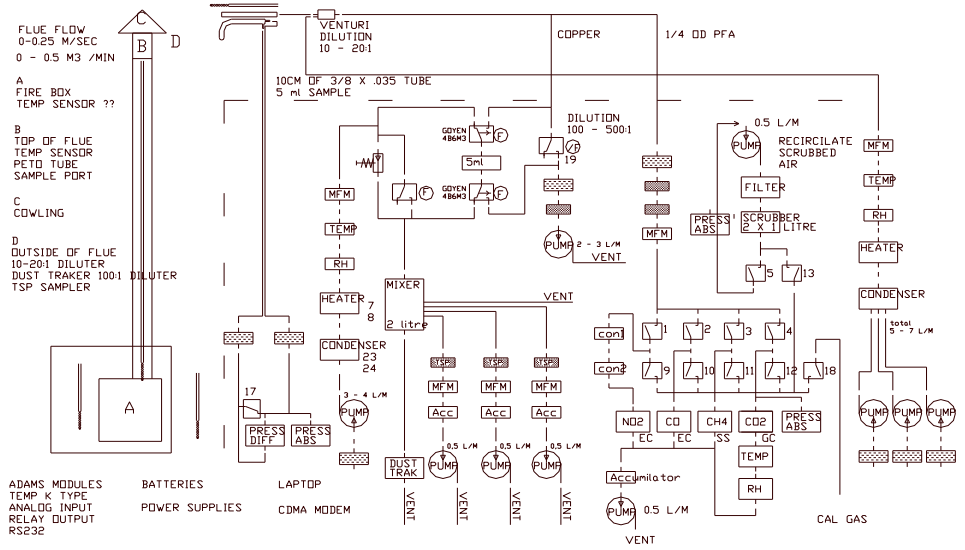 C
B
D
A
FLUE FLOW
0-0.25 M/SEC
0 - 0.5 M3 /MIN
A
FIRE BOX
TEMP SENSOR ??
B
TOP OF FLUE
TEMP SENSOR
PETO TUBE
SAMPLE PORT
C
COWLING
D
OUTSIDE OF FLUE
10-20:1 DILUTER
DUST TRAKER 100:1 DILUTER
TSP SAMPLER
ADAMS MODULES
TEMP K TYPE
ANALOG INPUT
RELAY OUTPUT
RS232
BATTERIES
POWER SUPPLIES
LAPTOP
CDMA MODEM
VENTURI
DILUTION
10 - 20:1
10CM OF 3/8 X .035 TUBE
5 ml SAMPLE
COPPER
1/4 OD PFA
17
PRESS
DIFF
PRESS
ABS
MFM
TEMP
RH
HEATER
7
8
CONDENSER
23
24
3 - 4 L/M
PUMP
F
GOYEN
4B6M3
F
5ml
GOYEN
4B6M3
F
DILUTION
100 - 500:1
/F
19
PUMP
2 - 3 L/M
VENT
MIXER
2 litre
VENT
TSP
TSP
TSP
MFM
MFM
MFM
Acc
Acc
Acc
0.5 L/M
0.5 L/M
0.5 L/M
DUST
TRAK
PUMP
PUMP
PUMP
VENT
VENT
VENT
VENT
MFM
0.5 L/M
PUMP
RECIRCILATE
SCRUBBED
AIR
FILTER
PRESS
ABS
SCRUBBER
2 X 1 LITRE
5
13
con1
con2
1
2
3
4
9
10
11
12
18
NO2
CO
CH4
CO2
PRESS
ABS
EC
EC
SS
GC
TEMP
RH
Accumilator
PUMP
0.5 L/M
VENT
CAL GAS
MFM
TEMP
RH
HEATER
CONDENSER
total
5 - 7 L/M
PUMP
PUMP
PUMP